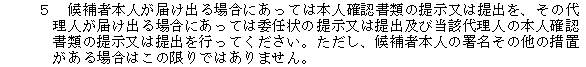 ５　候補者本人が届け出る場合にあっては本人確認書類の提示又は提出を、その代
理人が届け出る場合にあっては委任状の提示又は提出及び当該代理人の本人確認
書類の提示又は提出を行ってください。ただし、候補者本人の署名その他の措置
がある場合はこの限りではありません。